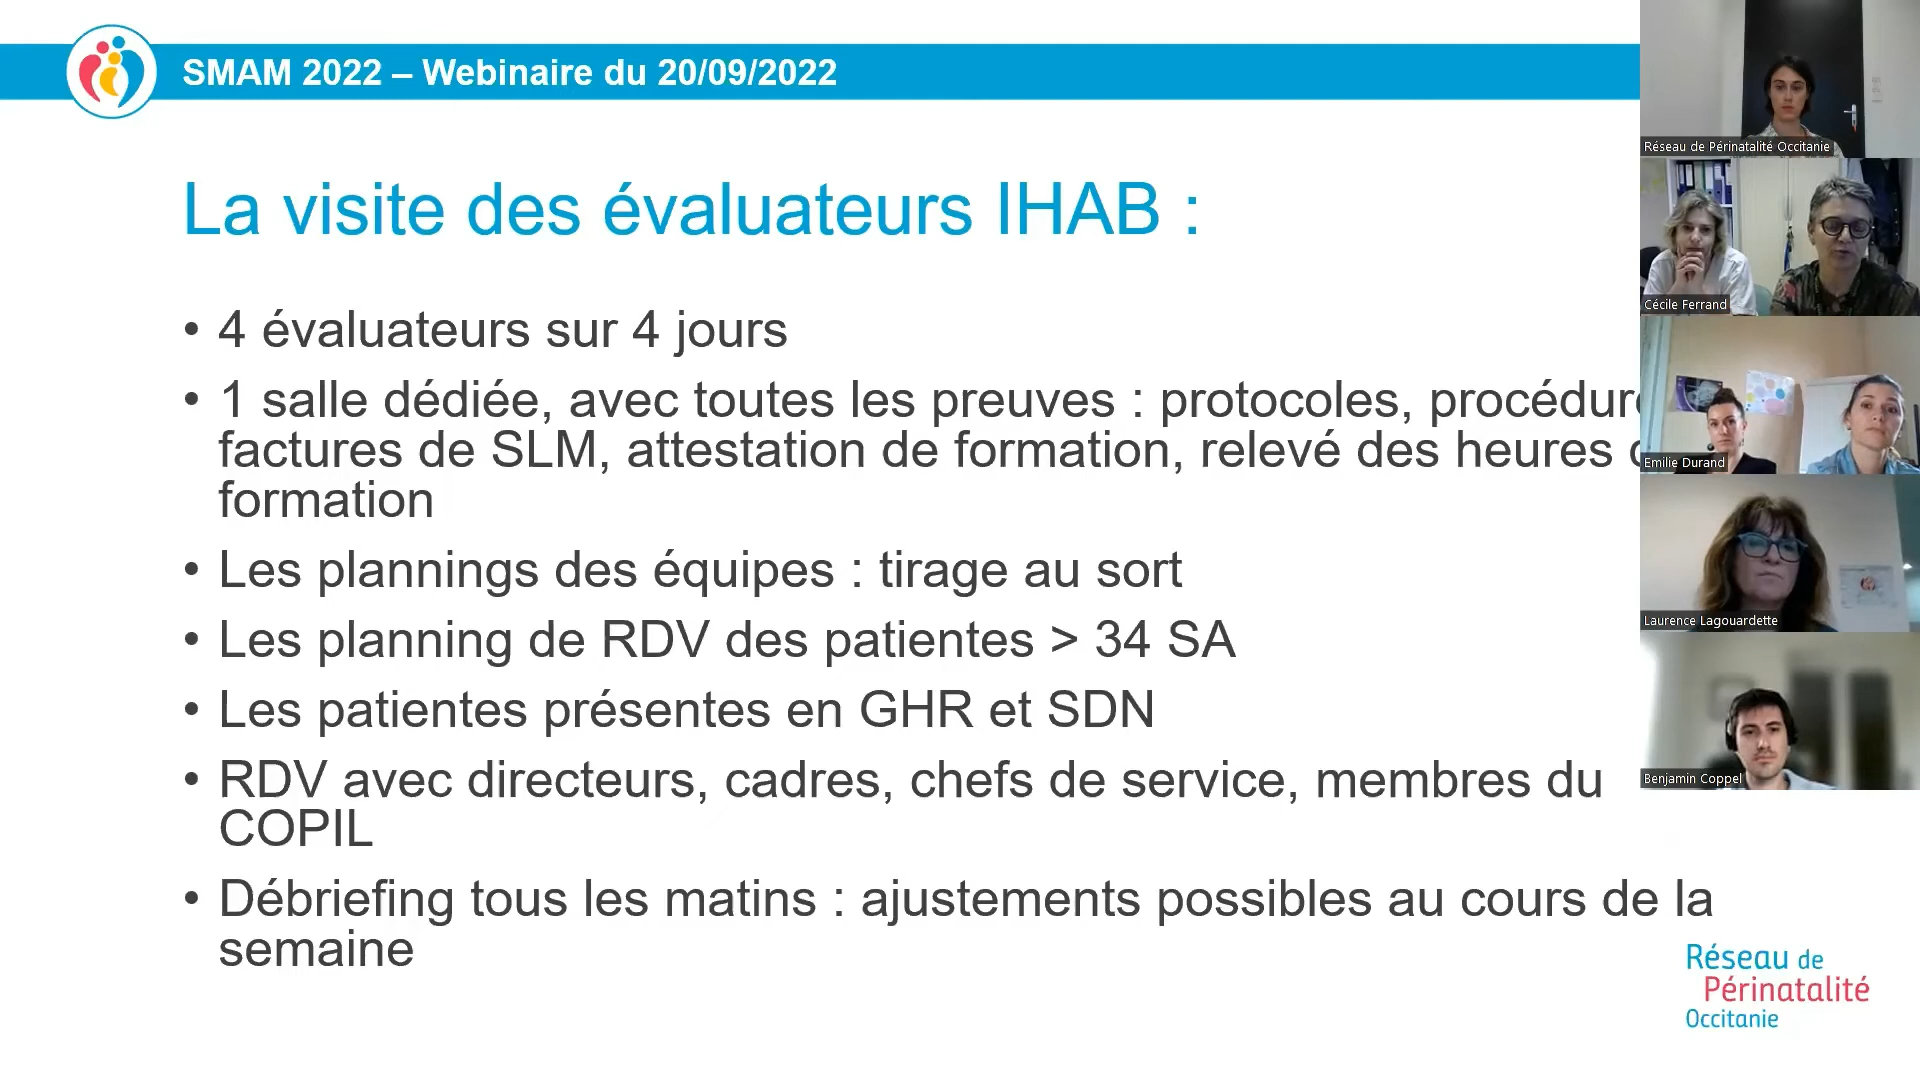 SMAM 2022 – Webinaire du 20/09/2022
La visite des évaluateurs IHAB :
• 4 évaluateurs sur 4 jours
• 1 salle dédiée, avec toutes les preuves : protocoles,
factures de SLM, attestation de formation, relevé des heures
formation
• Les plannings des équipes : tirage au sort
• Les planning de RDV des patientes > 34 SA
• Les patientes présentes en GHR et SDN
• RDV avec directeurs, cadres, chefs de service, membres du
COPIL
• Débriefing tous les matins : ajustements possibles au cours de la
semaine
Réseau de Périnatalité Occitanie
Cécile Ferrand
Emilie Durand
Laurence Lagouardette
Benjamin Coppel
Réseau de
Périnatalité
Occitanie